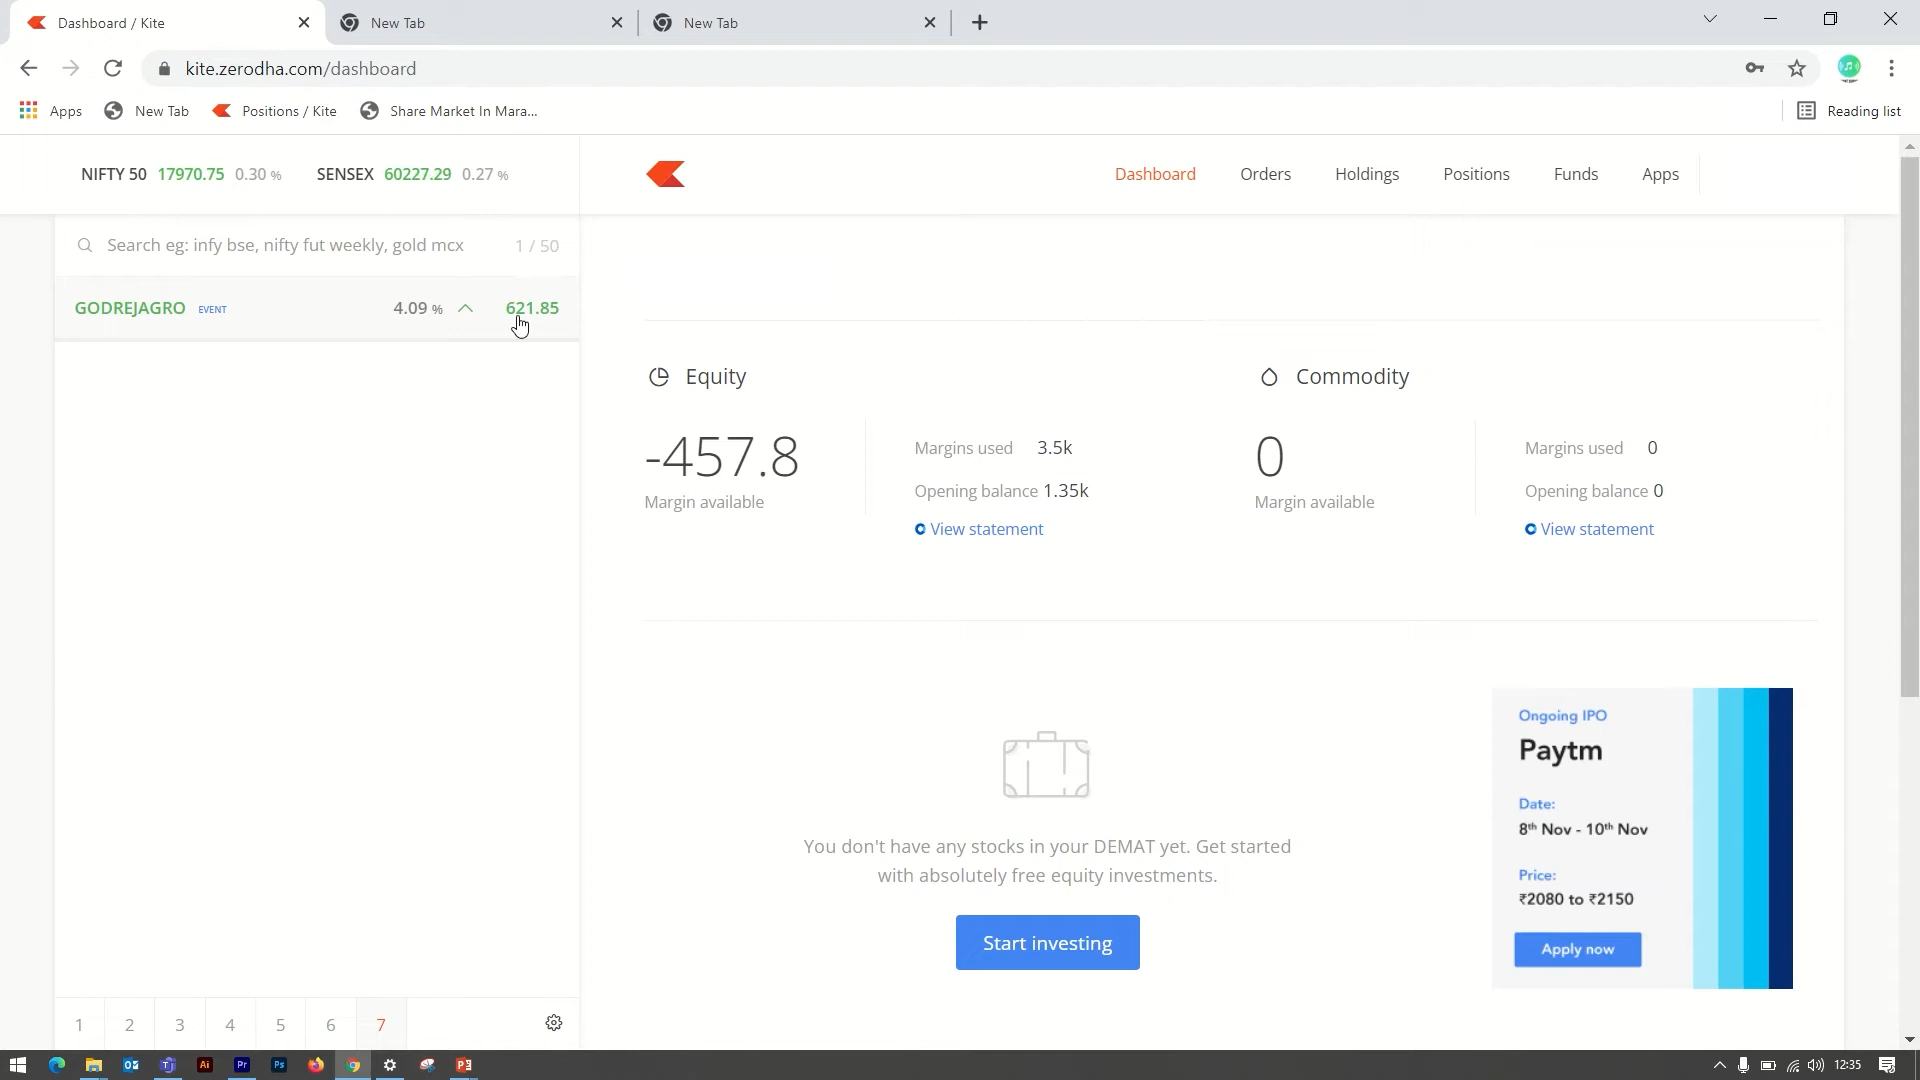 Dashboard / Kite
New Tab
New Tab
kite.zerodha.com/dashboard
Apps
New Tab
Positions / Kite
Share Market In Mara...
Reading list
NIFTY 50 17970.75 0.30 %
SENSEX 60227.29 0.27 %
Dashboard
Orders
Holdings
Positions
Funds
Apps
Search eg: infy bse, nifty fut weekly, gold mcx
1 / 50
GODREJAGRO EVENT 4.09 % 621.85
Equity
-457.8
Margin available
Margins used 3.5k
Opening balance 1.35k
View statement
Commodity
0
Margin available
Margins used 0
Opening balance 0
View statement
You don't have any stocks in your DEMAT yet. Get started
with absolutely free equity investments.
Start investing
Ongoing IPO
Paytm
Date:
8th Nov - 10th Nov
Price:
₹2080 to ₹2150
Apply now
1 2 3 4 5 6 7
Ai
Pr
Ps
12:35